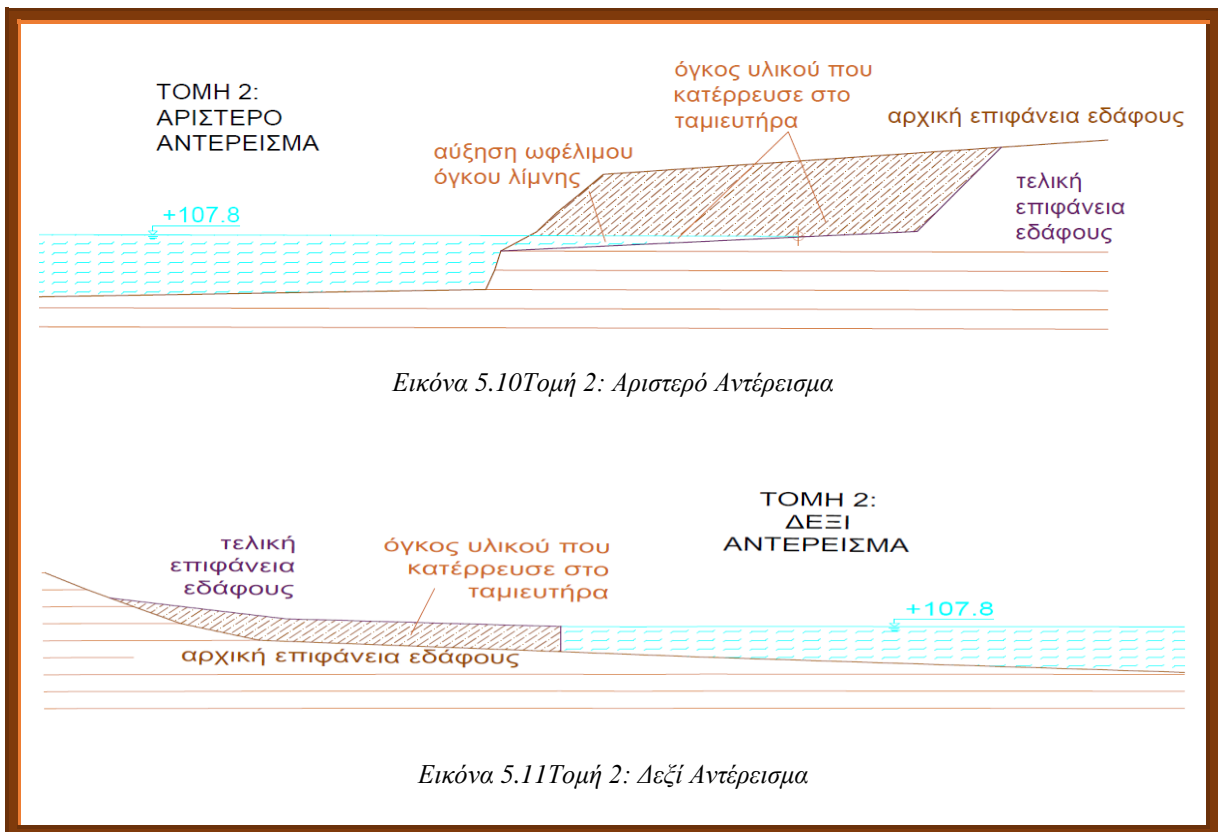 ΤΟΜΗ 2:
ΑΡΙΣΤΕΡΟ
ΑΝΤΕΡΕΙΣΜΑ
όγκος υλικού που
κατέρρευσε στο
ταμιευτήρα
αρχική επιφάνεια εδάφους
αύξηση ωφέλιμου
όγκου λίμνης
τελική
επιφάνεια
εδάφους
+107.8
Εικόνα 5.10Τομή 2: Αριστερό Αντέρεισμα
ΤΟΜΗ 2:
ΔΕΞΙ
ΑΝΤΕΡΕΙΣΜΑ
τελική
επιφάνεια
εδάφους
όγκος υλικού που
κατέρρευσε στο
ταμιευτήρα
+107.8
αρχική επιφάνεια εδάφους
Εικόνα 5.11Τομή 2: Δεξί Αντέρεισμα